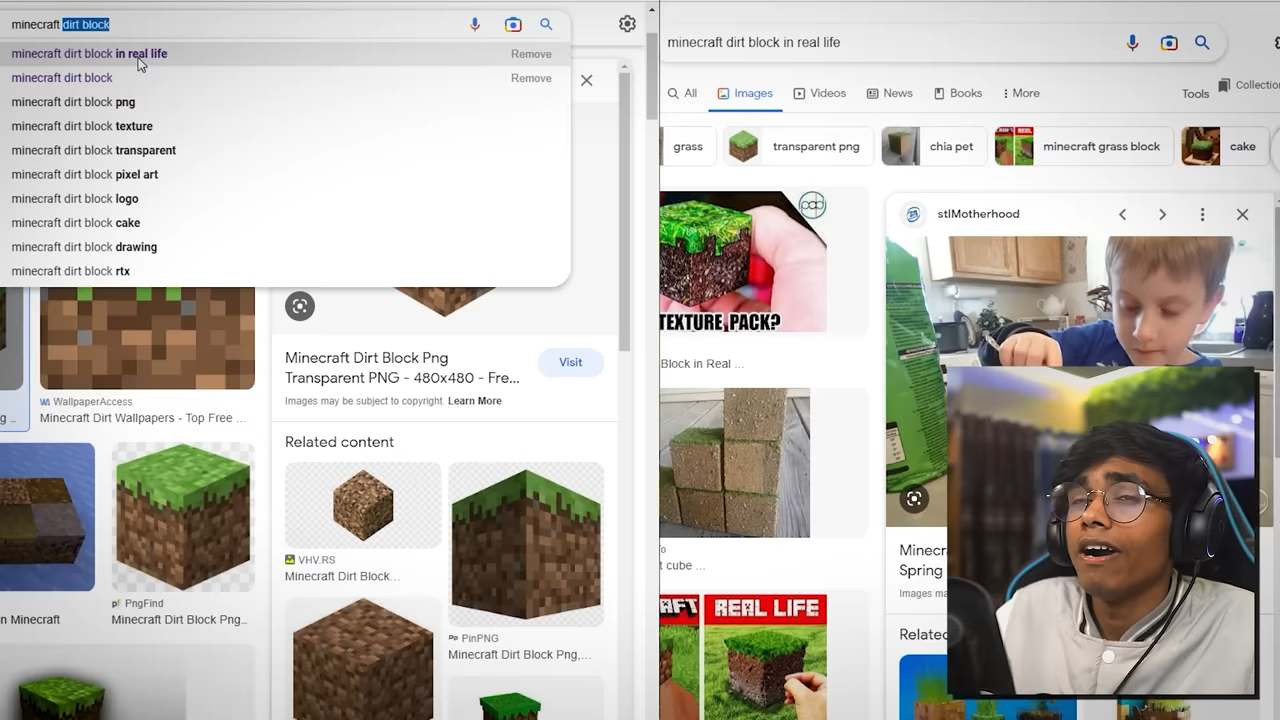 minecraft dirt block
minecraft dirt block in real life
Remove
minecraft dirt block
Remove
minecraft dirt block png
minecraft dirt block texture
minecraft dirt block transparent
minecraft dirt block pixel art
minecraft dirt block logo
minecraft dirt block cake
minecraft dirt block drawing
minecraft dirt block rtx
Minecraft Dirt Block Png
Transparent PNG - 480x480 - Fre...
Visit
Images may be subject to copyright. Learn More
WallpaperAccess
Minecraft Dirt Wallpapers - Top Free ...
Related content
VHV.RS
Minecraft Dirt Block...
n Minecraft
PngFind
Minecraft Dirt Block Png...
PinPNG
Minecraft Dirt Block Png,...
minecraft dirt block in real life
All
Images
Videos
News
Books
More
Tools
Collectio
grass
transparent png
chia pet
minecraft grass block
cake
TEXTURE PACK?
Block in Real ...
t cube ...
AFT
REAL LIFE
stlMotherhood
Minecr
Spring
Images ma
Related